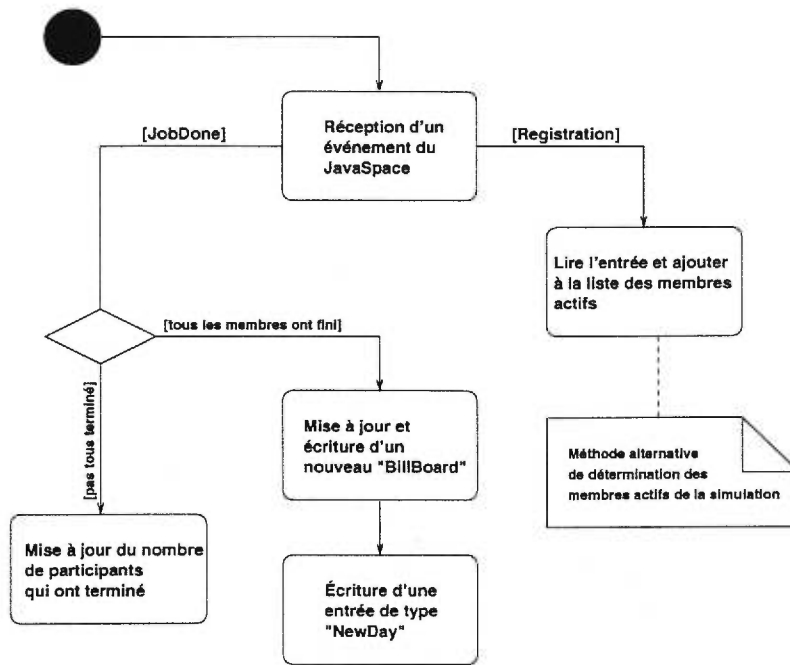 Réception d'un
événement du
JavaSpace
[JobDone]
[Registration]
Lire l'entrée et ajouter
à la liste des membres
actifs
[tous les membres ont fini]
[pas tous terminé]
Mise à jour et
écriture d'un
nouveau "BillBoard"
Méthode alternative
de détermination des
membres actifs de la simulation
Mise à jour du nombre
de participants
qui ont terminé
Écriture d'une
entrée de type
"NewDay"